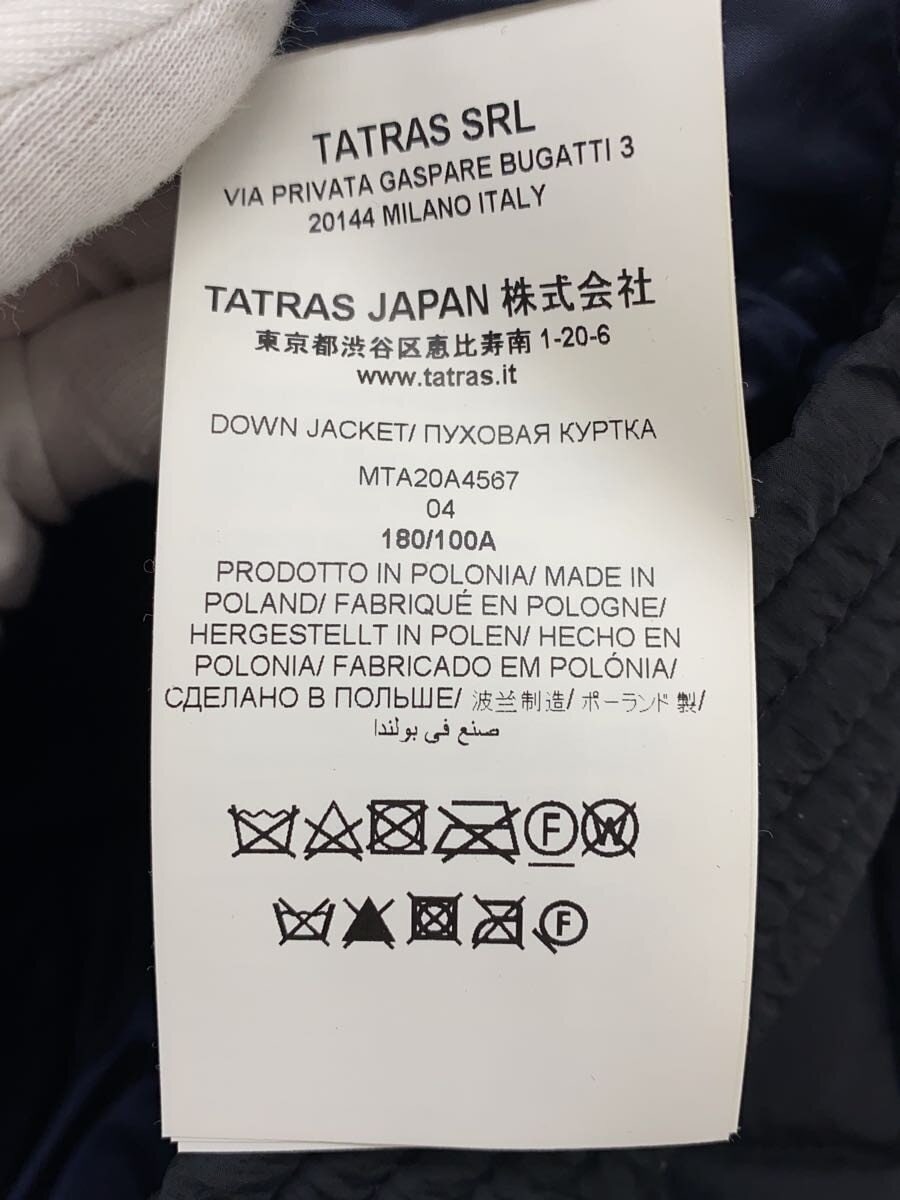 TATRAS SRL
VIA PRIVATA GASPARE BUGATTI 3
20144 MILANO ITALY
TATRAS JAPAN 株式会社
東京都渋谷区恵比寿南 1-20-6
www.tatras.it
DOWN JACKET/ ПУХОВАЯ КУРТКА
MTA20A4567
04
180/100A
PRODOTTO IN POLONIA/ MADE IN
POLAND/ FABRIQUÉ EN POLOGNE/
HERGESTELLT IN POLEN/ HECHO EN
POLONIA/ FABRICADO EM POLÓNIA/
СДЕЛАНО В ПОЛЬШЕ/ 波兰制造/ ポーランド製/
صنع في بولندا
F W
F